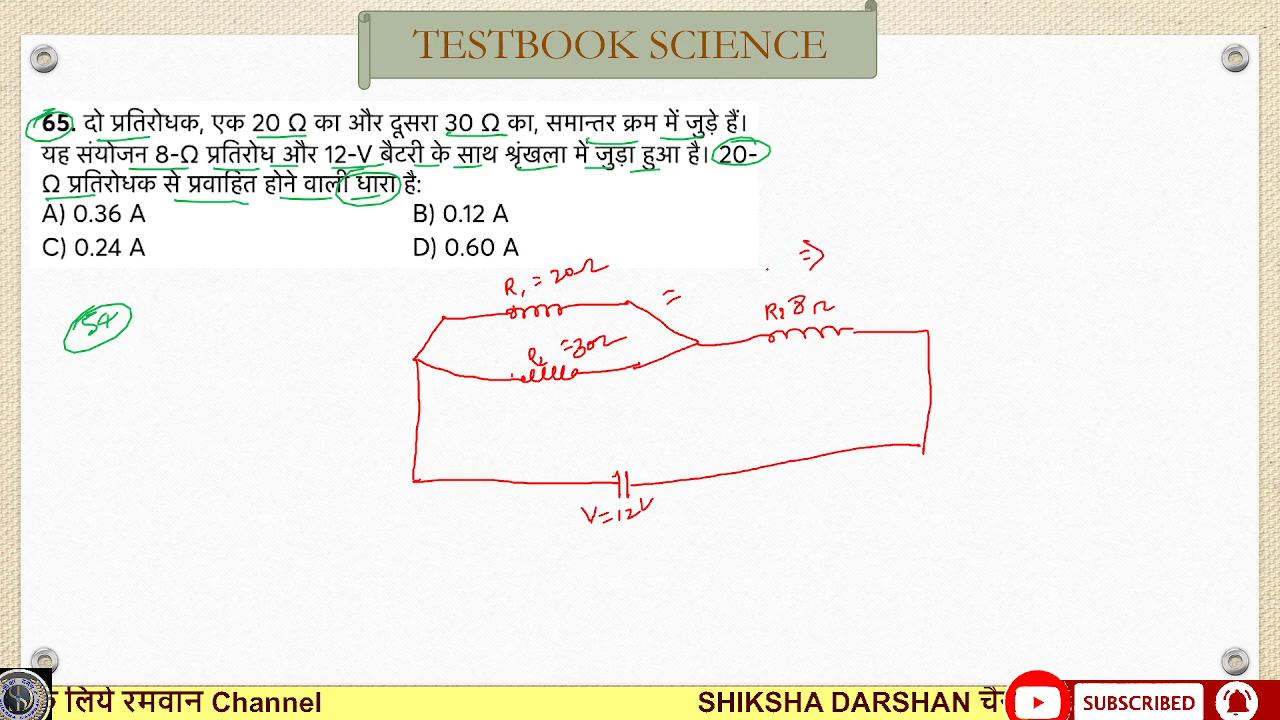 TESTBOOK SCIENCE
65. दो प्रतिरोधक, एक 20 Ω का और दूसरा 30 Ω का, समान्तर क्रम में जुड़े हैं।
यह संयोजन 8-Ω प्रतिरोध और 12-V बैटरी के साथ श्रृंखला में जुड़ा हुआ है। 20-
Ω प्रतिरोधक से प्रवाहित होने वाली धारा है:
A) 0.36 A B) 0.12 A
C) 0.24 A D) 0.60 A
R₁ = 20Ω = =>
R₃ 8Ω
R₂ = 30Ω
V = 12V
लिये रमवान Channel SHIKSHA DARSHAN SUBSCRIBED